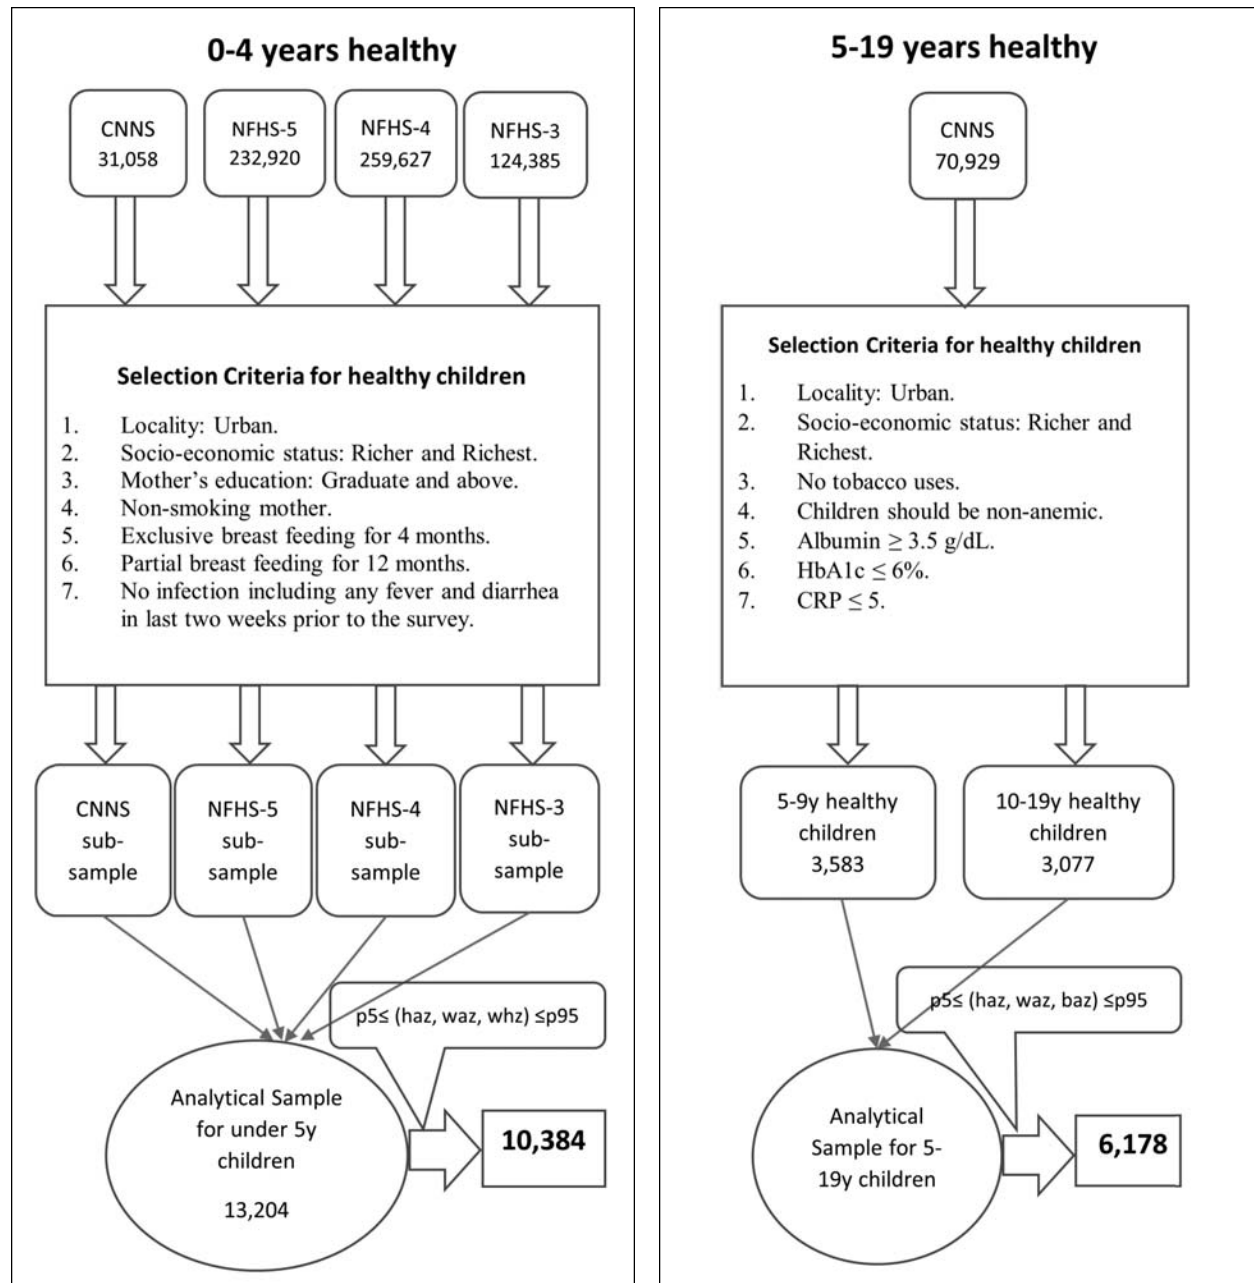 0-4 years healthy
CNNS
31,058
NFHS-5
232,920
NFHS-4
259,627
NFHS-3
124,385
Selection Criteria for healthy children
1. Locality: Urban.
2. Socio-economic status: Richer and Richest.
3. Mother's education: Graduate and above.
4. Non-smoking mother.
5. Exclusive breast feeding for 4 months.
6. Partial breast feeding for 12 months.
7. No infection including any fever and diarrhea
in last two weeks prior to the survey.
CNNS
sub-
sample
NFHS-5
sub-
sample
NFHS-4
sub-
sample
NFHS-3
sub-
sample
p5≤ (haz, waz, whz) ≤p95
Analytical Sample
for under 5y
children
13,204
10,384
5-19 years healthy
CNNS
70,929
Selection Criteria for healthy children
1. Locality: Urban.
2. Socio-economic status: Richer and
Richest.
3. No tobacco uses.
4. Children should be non-anemic.
5. Albumin ≥ 3.5 g/dL.
6. HbA1c ≤ 6%.
7. CRP ≤ 5.
5-9y healthy
children
3,583
10-19y healthy
children
3,077
p5≤ (haz, waz, baz) ≤p95
Analytical
Sample for 5-
19y children
6,178